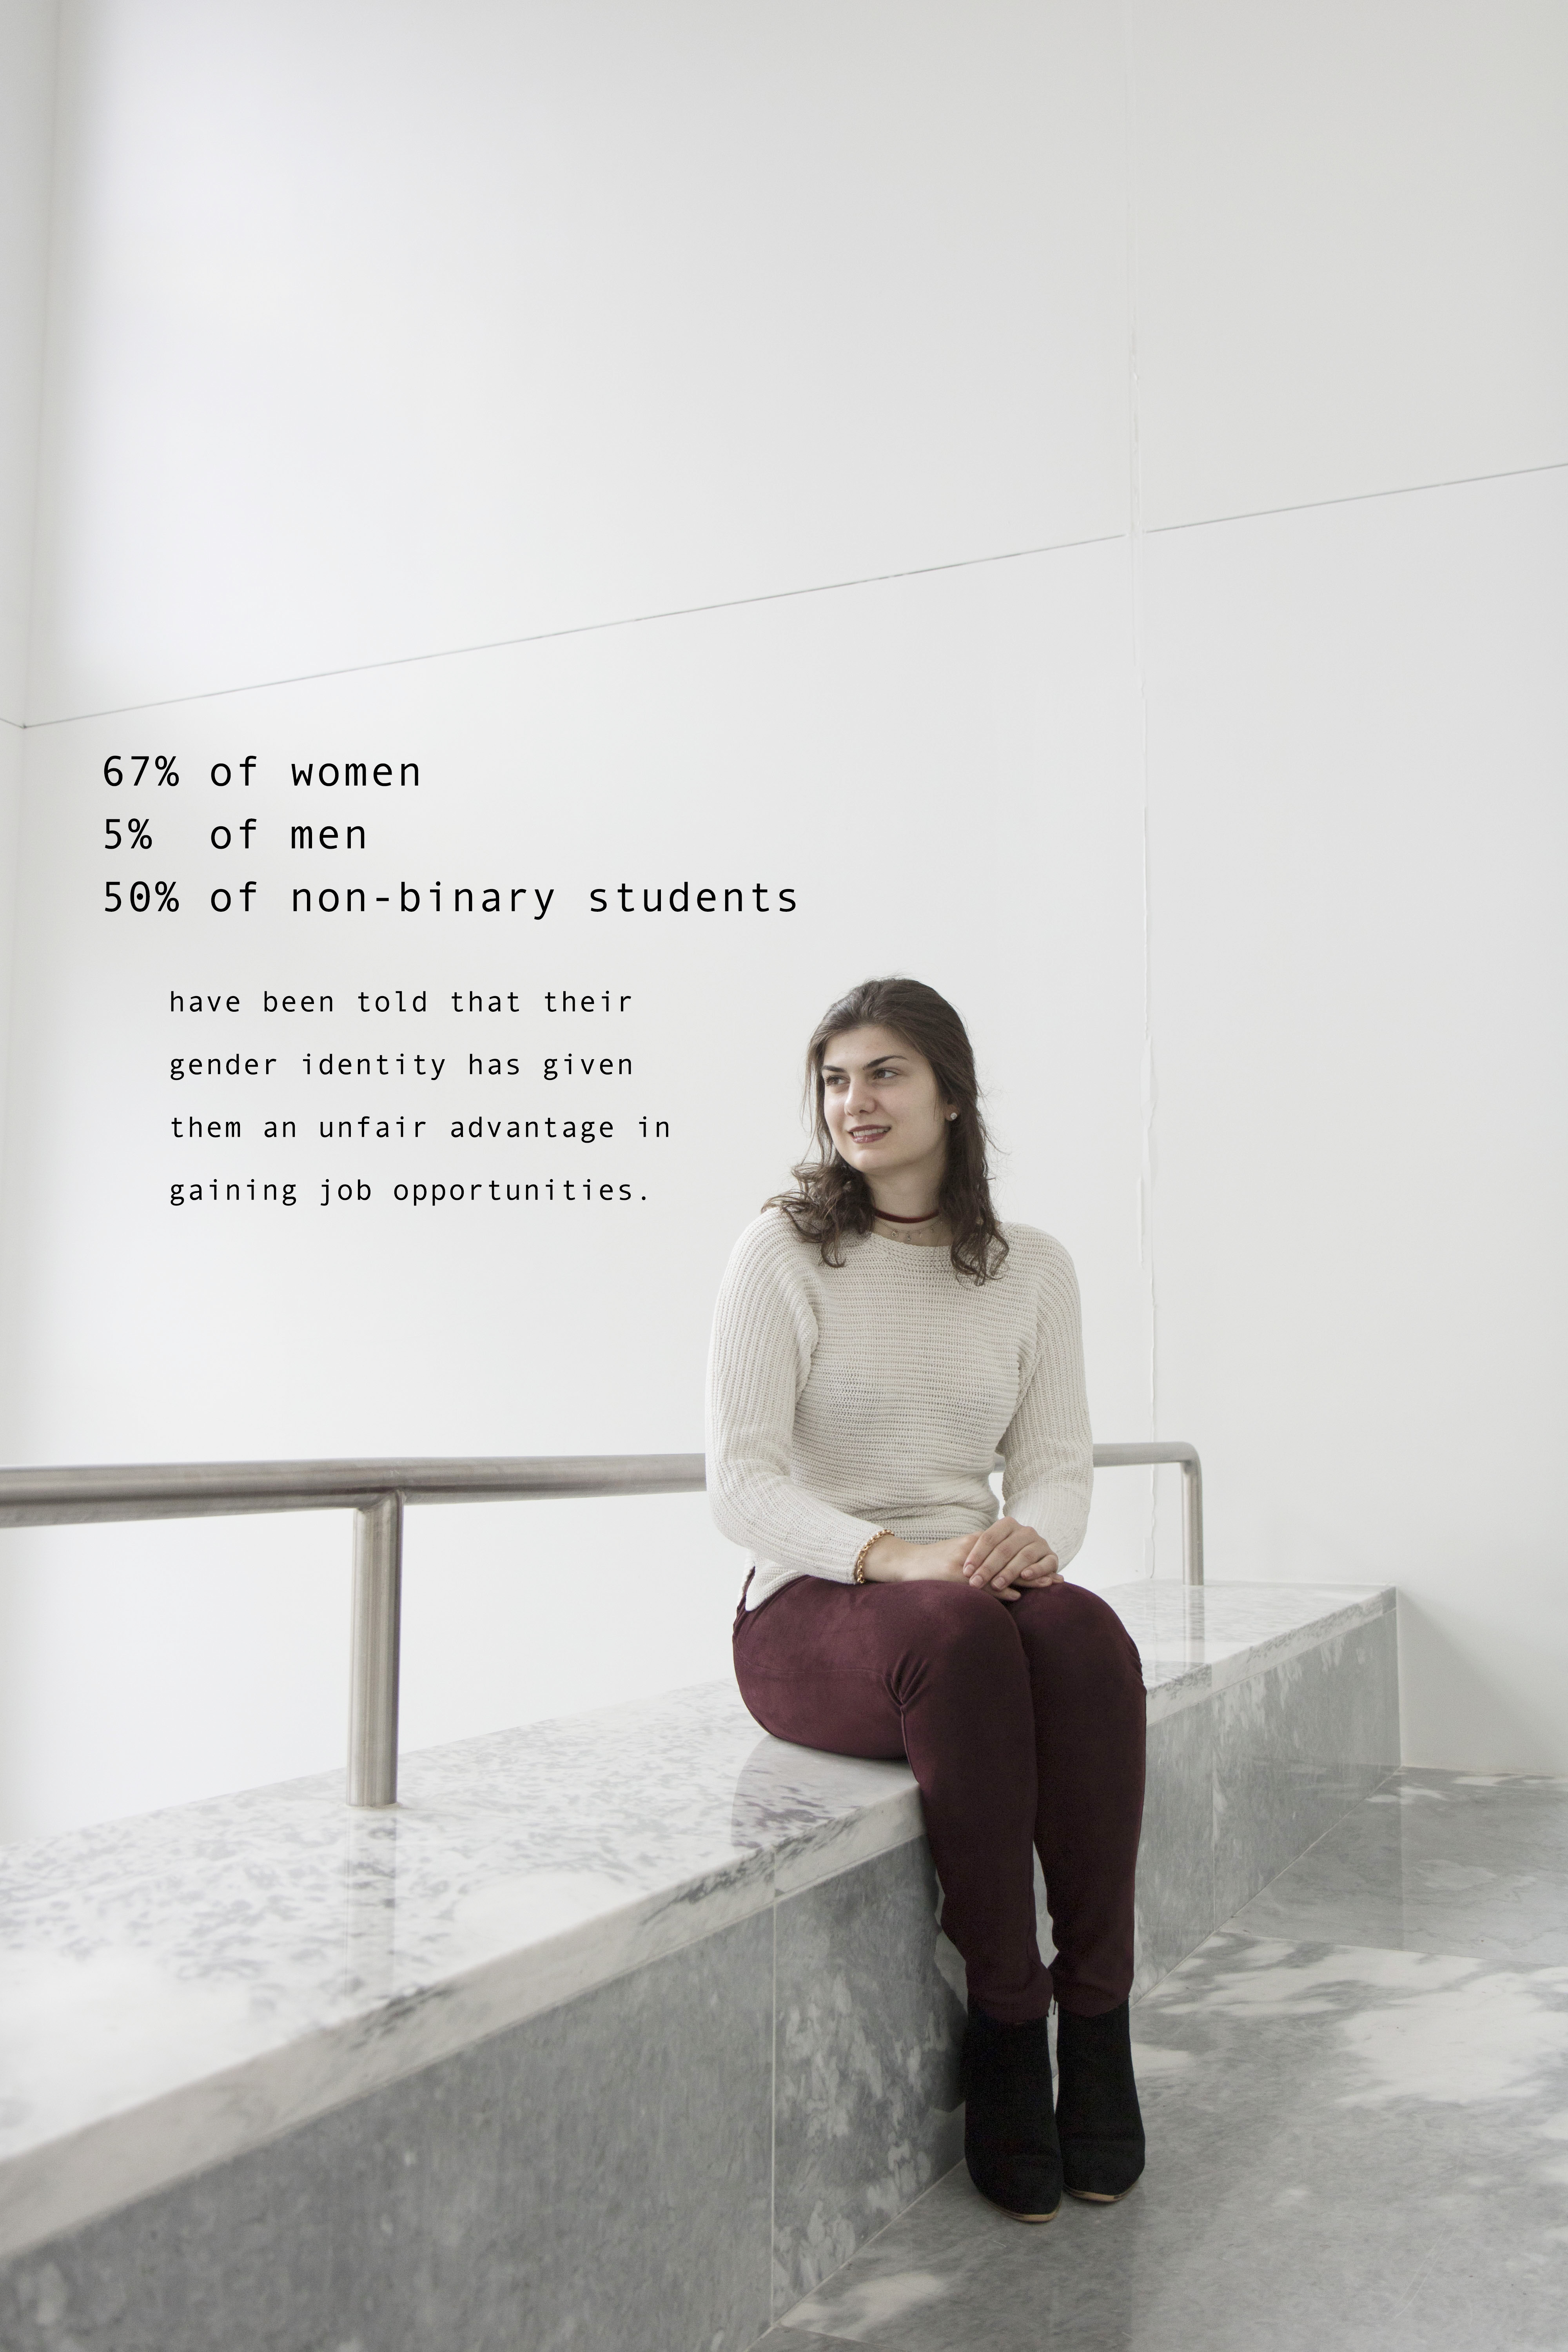 67% of women
5% of men
50% of non-binary students
have been told that their
gender identity has given
them an unfair advantage in
gaining job opportunities.